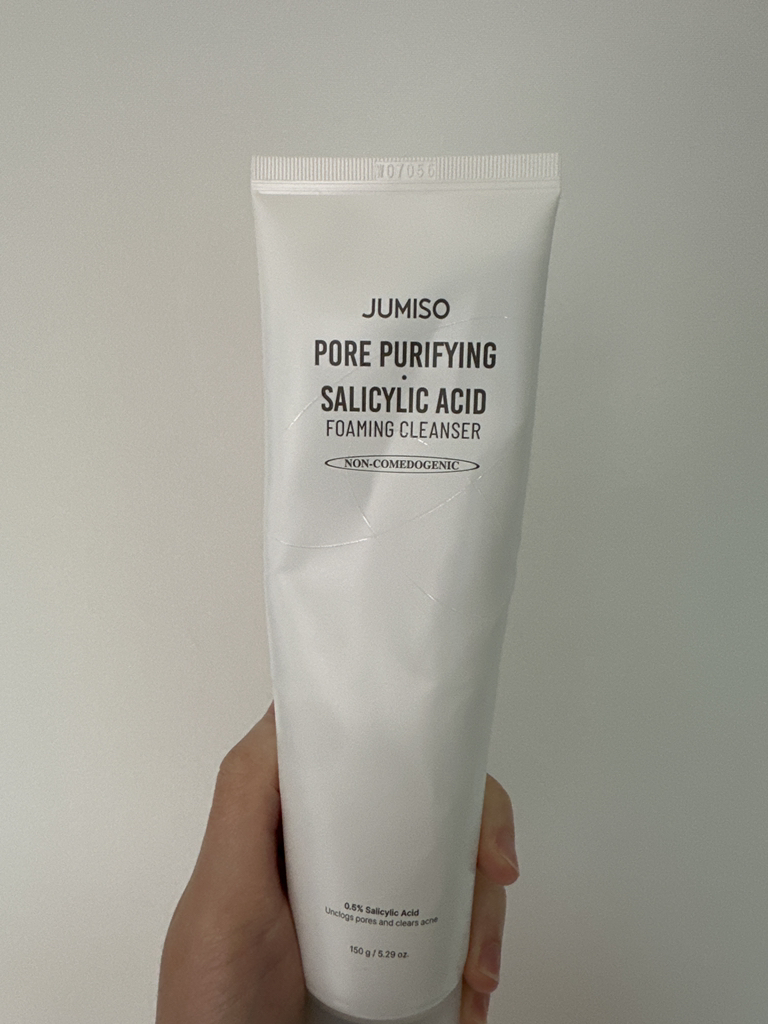 JUMISO
PORE PURIFYING
·
SALICYLIC ACID
FOAMING CLEANSER
NON-COMEDOGENIC
0.5% Salicylic Acid
Unclogs pores and clears acne
150 g / 5.29 oz.